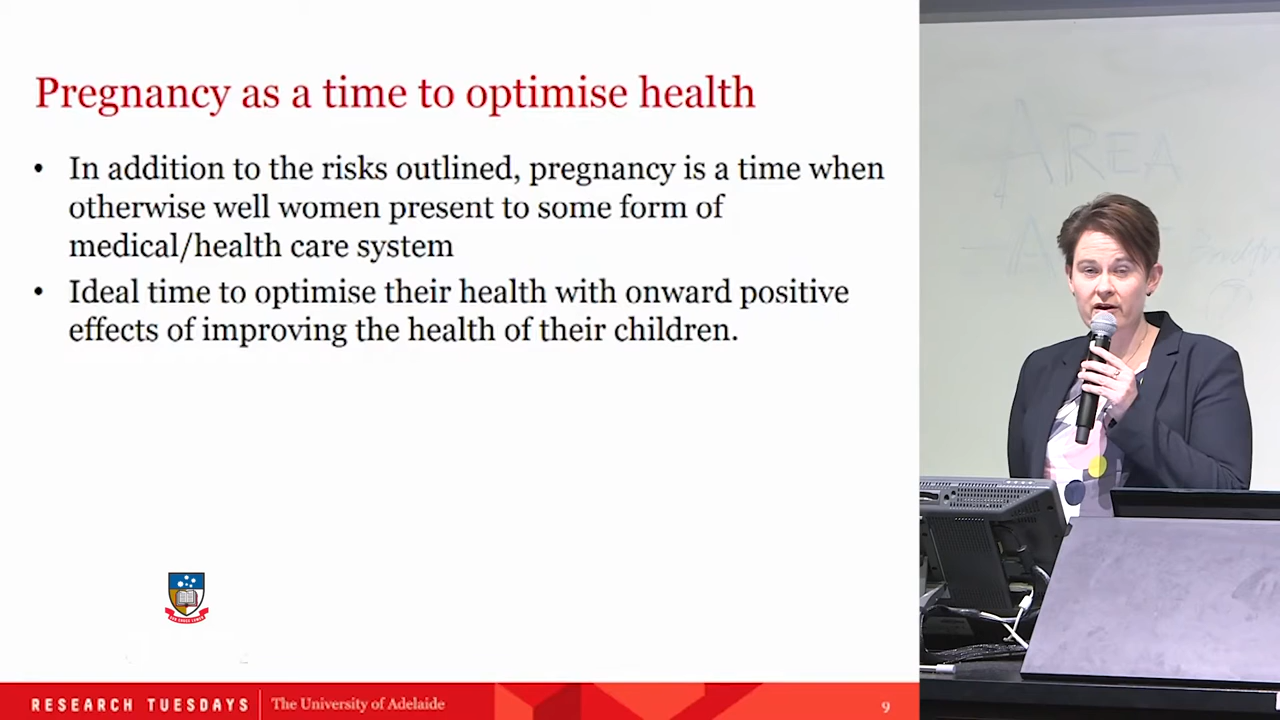 Pregnancy as a time to optimise health
• In addition to the risks outlined, pregnancy is a time when
otherwise well women present to some form of
medical/health care system
• Ideal time to optimise their health with onward positive
effects of improving the health of their children.
RESEARCH TUESDAYS The University of Adelaide 9
AREA